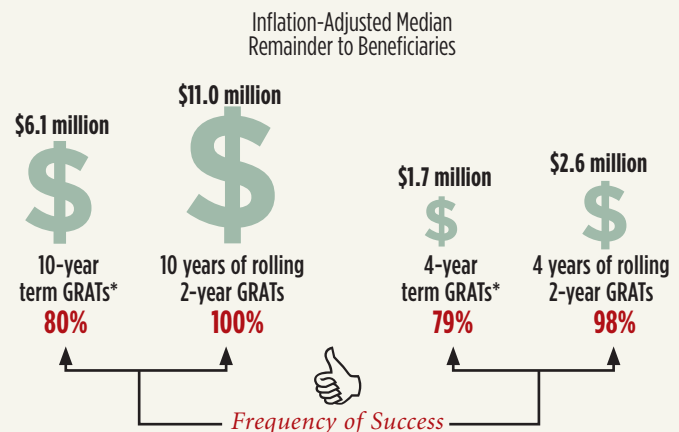 Inflation-Adjusted Median
Remainder to Beneficiaries
$6.1 million
$11.0 million
$1.7 million
$2.6 million
$
$
$
$
10-year
term GRATs*
80%
10 years of rolling
2-year GRATs
100%
4-year
term GRATs*
79%
4 years of rolling
2-year GRATs
98%
Frequency of Success